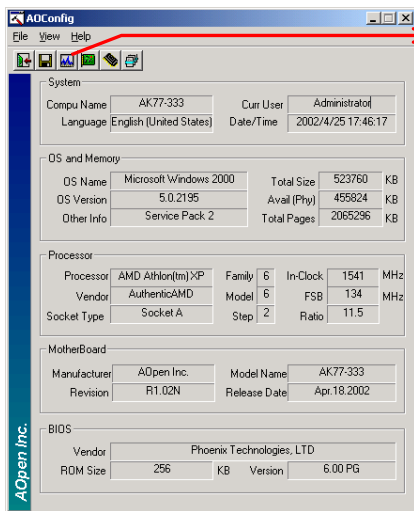 AOConfig
File View Help
System
Compu Name AK77-333 Curr User Administrator
Language English (United States) Date/Time 2002/4/25 17:46:17
OS and Memory
OS Name Microsoft Windows 2000 Total Size 523760 KB
OS Version 5.0.2195 Avail (Phy) 455824 KB
Other Info Service Pack 2 Total Pages 2065296 KB
Processor
Processor AMD Athlon(tm) XP Family 6 In-Clock 1541 MHz
Vendor AuthenticAMD Model 6 FSB 134 MHz
Socket Type Socket A Step 2 Ratio 11.5
MotherBoard
Manufacturer AOpen Inc. Model Name AK77-333
Revision R1.02N Release Date Apr.18.2002
BIOS
Vendor Phoenix Technologies, LTD
ROM Size 256 KB Version 6.00 PG
AOpen Inc.